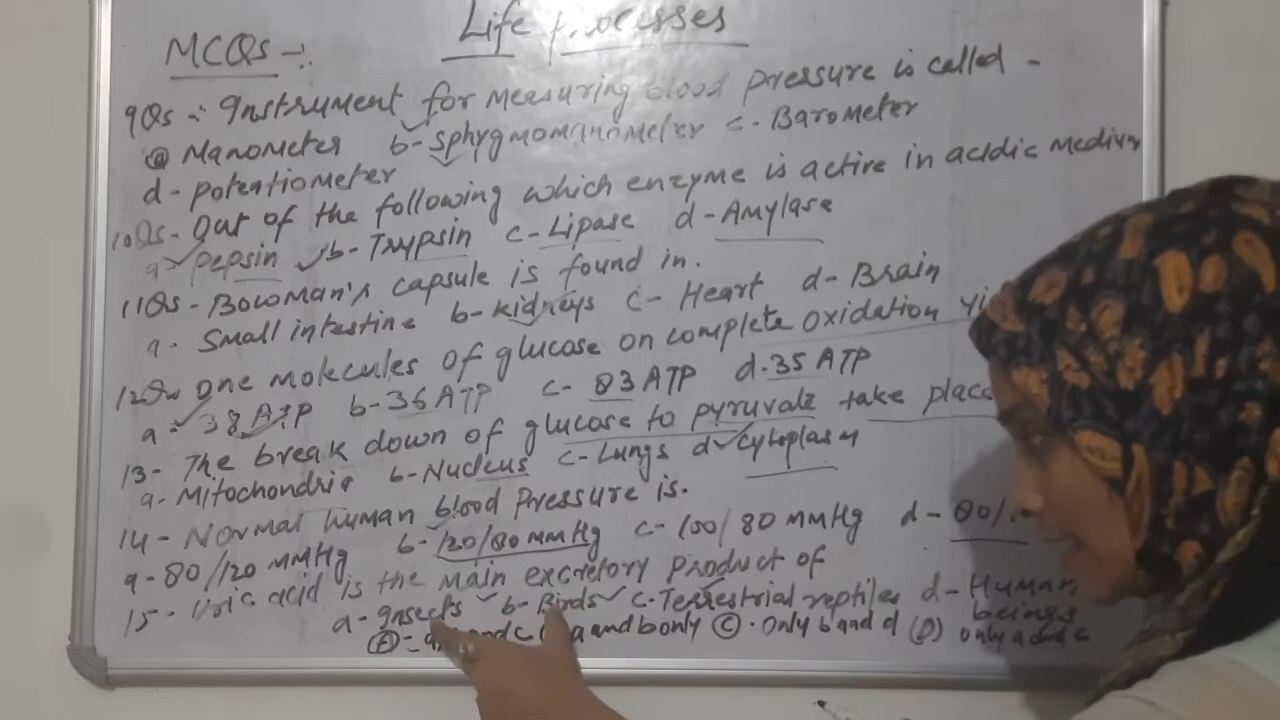 Life Processes
MCQs -:
9Qs -: Instrument for measuring blood pressure is called -
a Manometer b- Sphygmomanometer c- Barometer
d- potentiometer
10Qs- Out of the following which enzyme is active in acidic medium
a- Pepsin b- Trypsin c- Lipase d- Amylase
11Qs- Bowman's capsule is found in.
a- Small intestine b- kidneys c- Heart d- Brain
12Qs one molecules of glucose on complete oxidation
a- 38 ATP b- 36 ATP c- 83 ATP d. 35 ATP
13- The break down of glucose to pyruvate take place
a- Mitochondria b- Nucleus c- Lungs d- Cytoplasm
14- Normal human blood pressure is.
a- 80/120 mmHg b- 120/80 mmHg c- 100/80 mmHg d-
15- Uric acid is the main excretory product of
a- Insects b- Birds c. Terrestrial reptiles d- Human beings
(A)- and c a and b only (C). Only b and d (D) only a and c